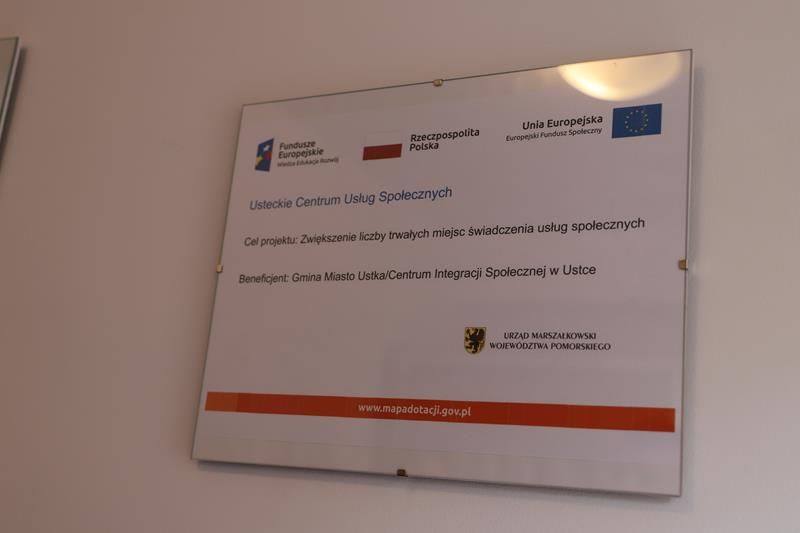 Fundusze
Europejskie
Wiedza Edukacja Rozwój
Rzeczpospolita
Polska
Unia Europejska
Europejski Fundusz Społeczny
Usteckie Centrum Usług Społecznych
Cel projektu: Zwiększenie liczby trwałych miejsc świadczenia usług społecznych
Beneficjent: Gmina Miasto Ustka/Centrum Integracji Społecznej w Ustce
URZĄD MARSZAŁKOWSKI
WOJEWÓDZTWA POMORSKIEGO
www.mapadotacji.gov.pl